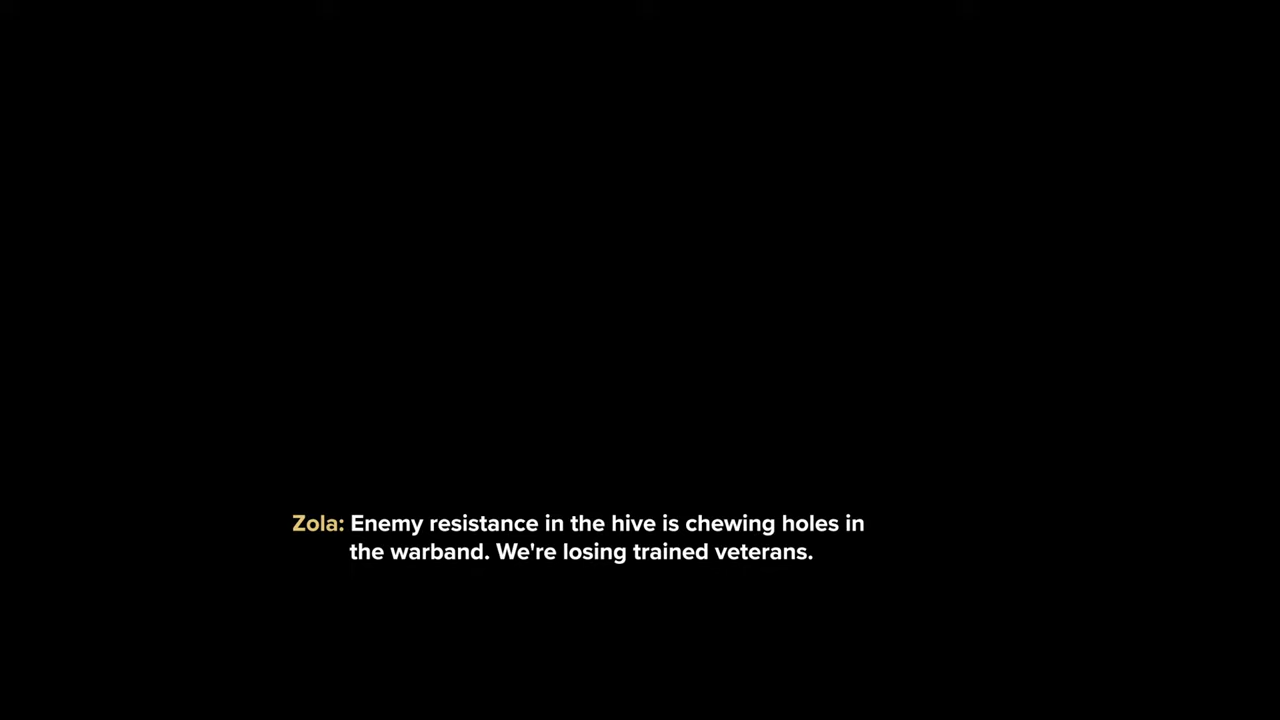 Zola: Enemy resistance in the hive is chewing holes in
the warband. We're losing trained veterans.